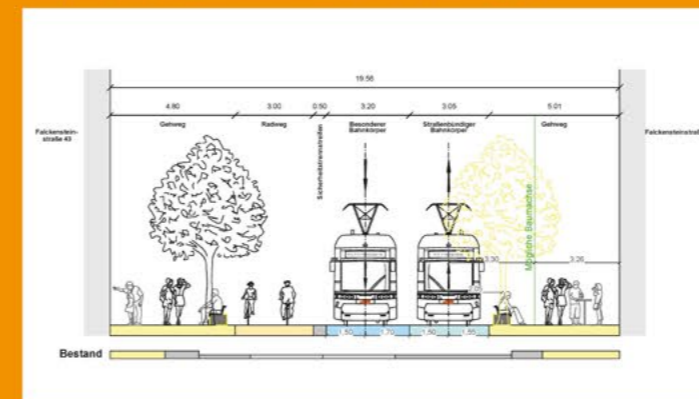 19.56
4.80 3.00 0.50 3.20 3.05 5.01
Gehweg Radweg Sicherheitstrennstreifen Besonderer Bahnkörper Straßenbündiger Bahnkörper Gehweg
Falckenstein-
straße 43
Falckensteinstraß
Mögliche Baumachse
3.30 3.26
1,50 1,70 1,50 1,55
Bestand